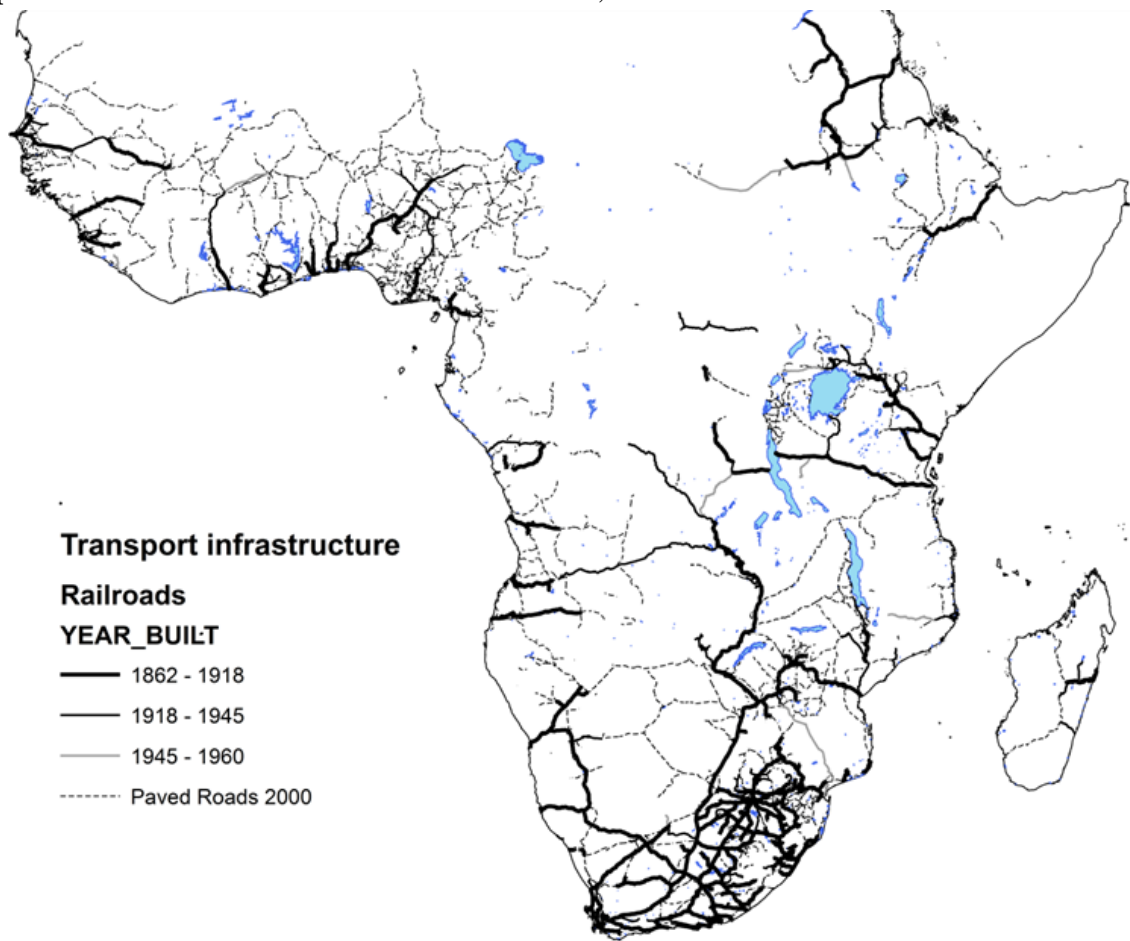 Transport infrastructure
Railroads
YEAR_BUILT
1862 - 1918
1918 - 1945
1945 - 1960
Paved Roads 2000